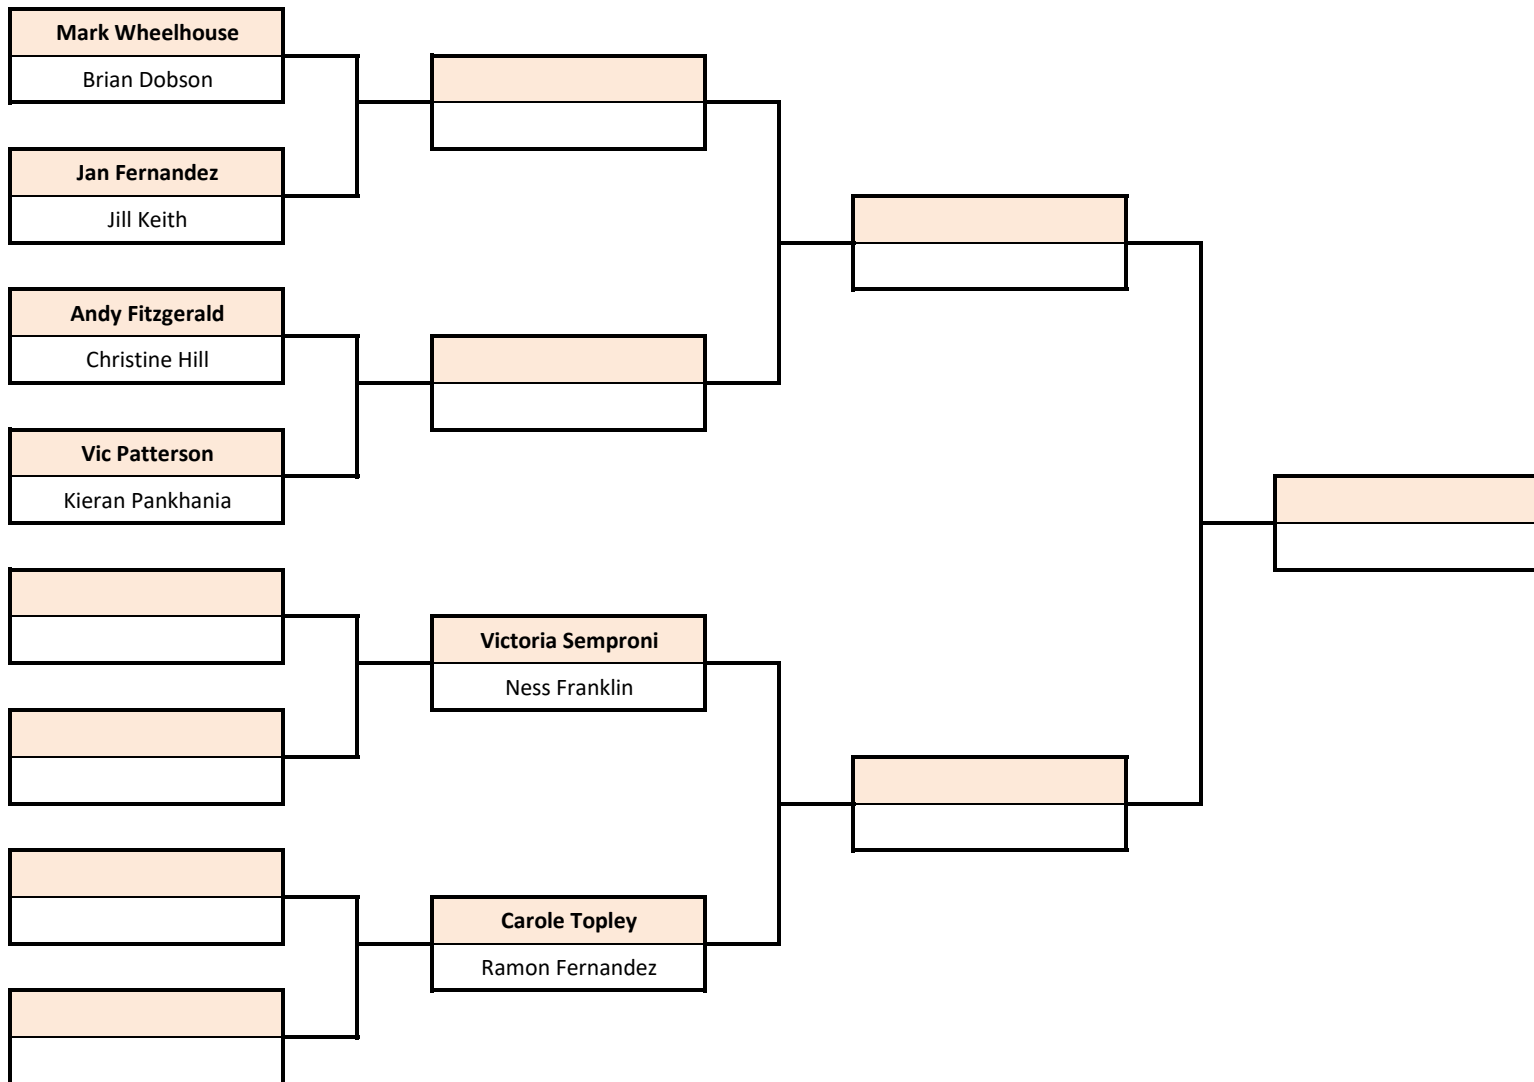 Mark Wheelhouse
Brian Dobson
Jan Fernandez
Jill Keith
Andy Fitzgerald
Christine Hill
Vic Patterson
Kieran Pankhania
Victoria Semproni
Ness Franklin
Carole Topley
Ramon Fernandez